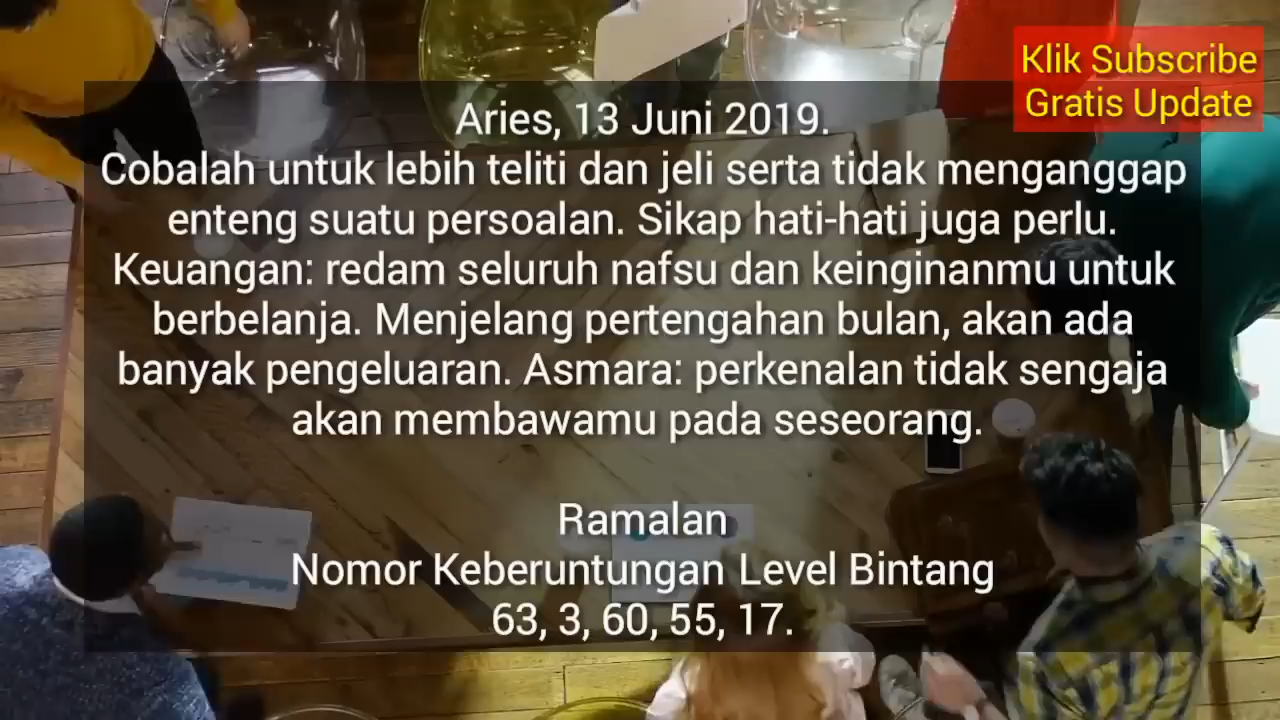 Klik Subscribe
Gratis Update
Aries, 13 Juni 2019.
Cobalah untuk lebih teliti dan jeli serta tidak menganggap
enteng suatu persoalan. Sikap hati-hati juga perlu.
Keuangan: redam seluruh nafsu dan keinginanmu untuk
berbelanja. Menjelang pertengahan bulan, akan ada
banyak pengeluaran. Asmara: perkenalan tidak sengaja
akan membawamu pada seseorang.
Ramalan
Nomor Keberuntungan Level Bintang
63, 3, 60, 55, 17.